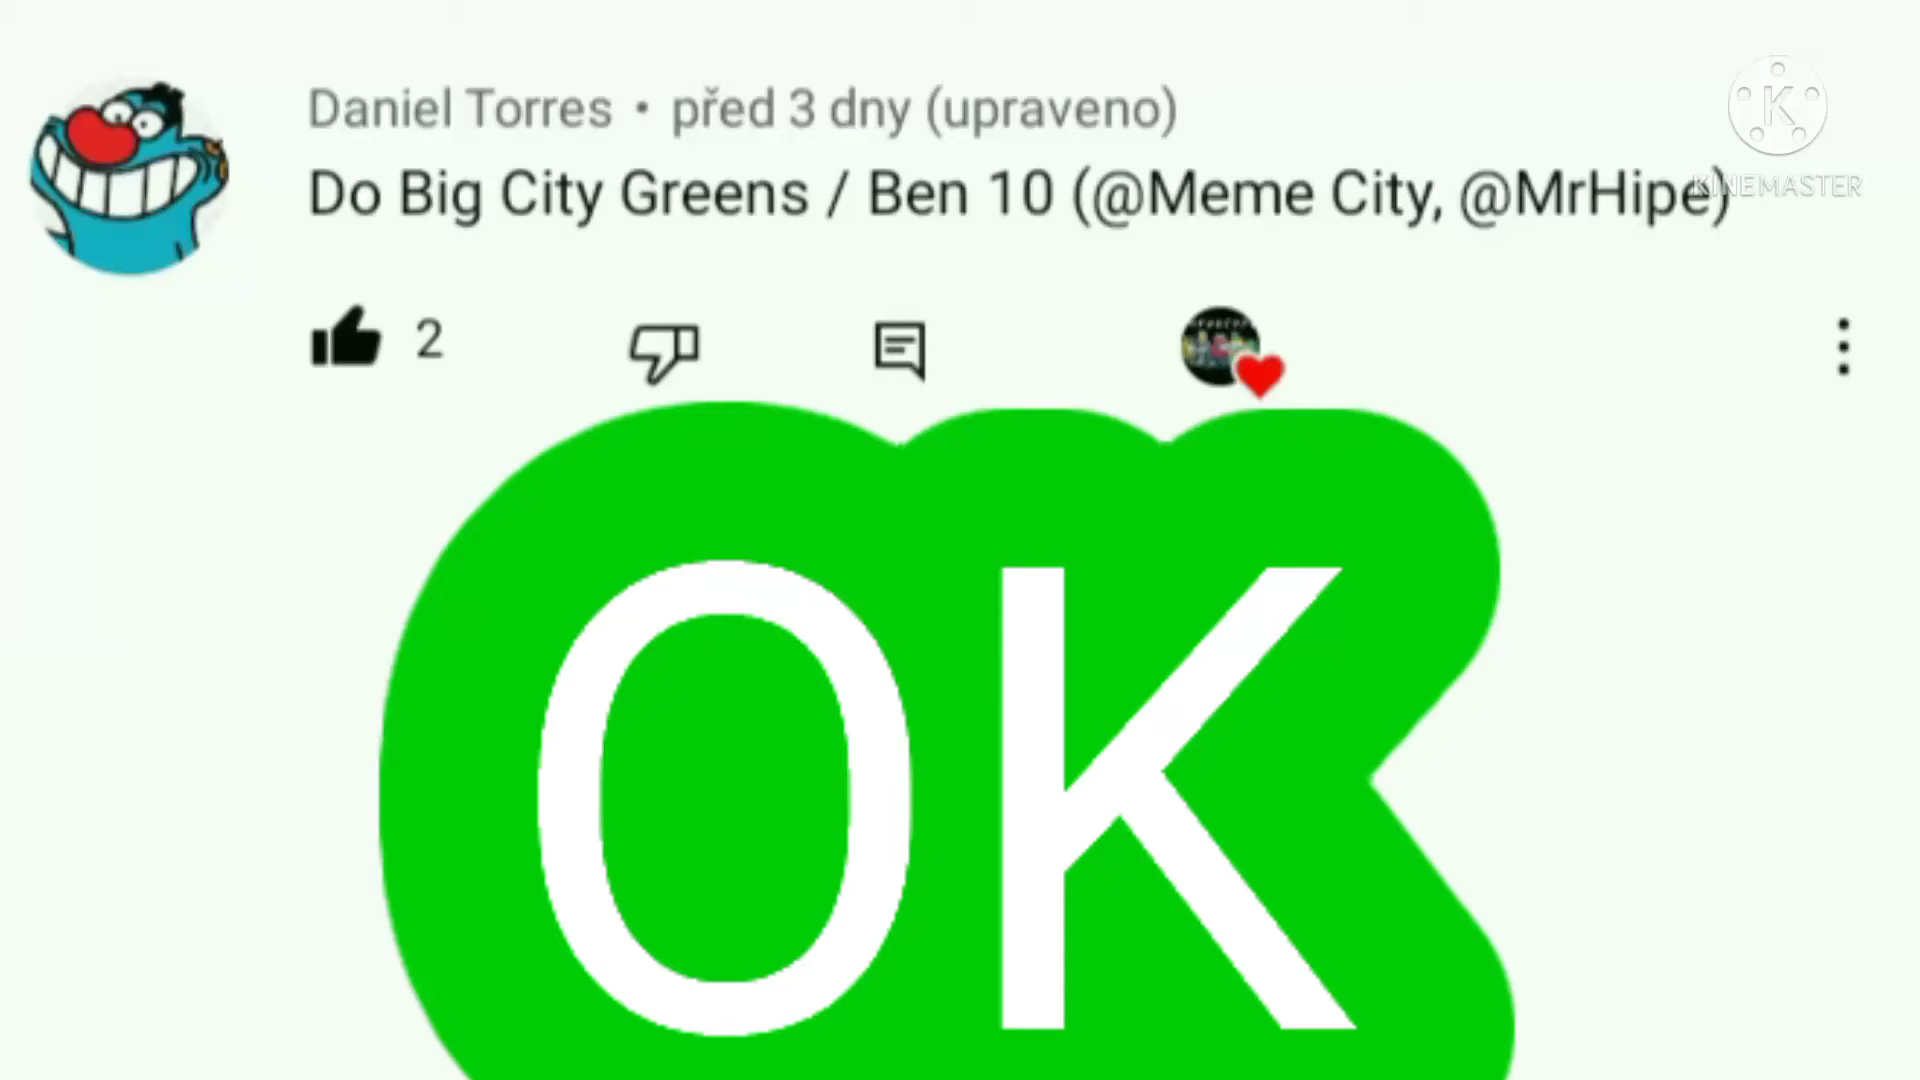 Daniel Torres • před 3 dny (upraveno)
Do Big City Greens / Ben 10 (@Meme City, @MrHipe)
K
KINEMASTER
2
OK